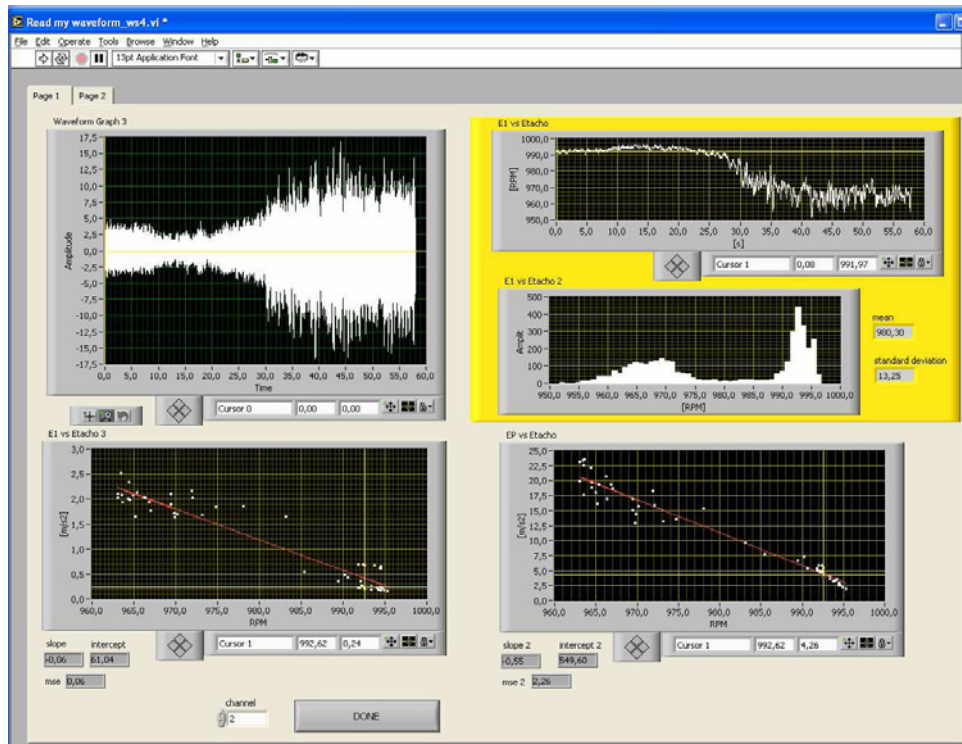 Read my waveform_ws4.vi *
File Edit Operate Tools Browse Window Help
13pt Application Font
Page 1 Page 2
Waveform Graph 3
17,5
15,0
12,5
10,0
7,5
5,0
2,5
0,0
-2,5
-5,0
-7,5
-10,0
-12,5
-15,0
-17,5
Amplitude
0,0 5,0 10,0 15,0 20,0 25,0 30,0 35,0 40,0 45,0 50,0 55,0 60,0
Time
Cursor 0 0,00 0,00
E1 vs Etacho
1000,0
990,0
980,0
970,0
960,0
950,0
[RPM]
0,0 5,0 10,0 15,0 20,0 25,0 30,0 35,0 40,0 45,0 50,0 55,0 60,0
[s]
Cursor 1 0,00 991,97
E1 vs Etacho 2
500
400
300
200
100
0
Amplit
950,0 955,0 960,0 965,0 970,0 975,0 980,0 985,0 990,0 995,0 1000,0
[RPM]
mean
980,30
standard deviation
13,25
E1 vs Etacho 3
3,0
2,5
2,0
1,5
1,0
0,5
0,0
[m/s2]
960,0 965,0 970,0 975,0 980,0 985,0 990,0 995,0 1000,0
RPM
slope intercept
-0,06 61,04
mse 0,06
Cursor 1 992,62 0,24
EP vs Etacho
25,0
22,5
20,0
17,5
15,0
12,5
10,0
7,5
5,0
2,5
0,0
[m/s2]
960,0 965,0 970,0 975,0 980,0 985,0 990,0 995,0 1000,0
RPM
slope 2 intercept 2
-0,55 549,60
mse 2 2,26
Cursor 1 992,62 4,26
channel
2
DONE